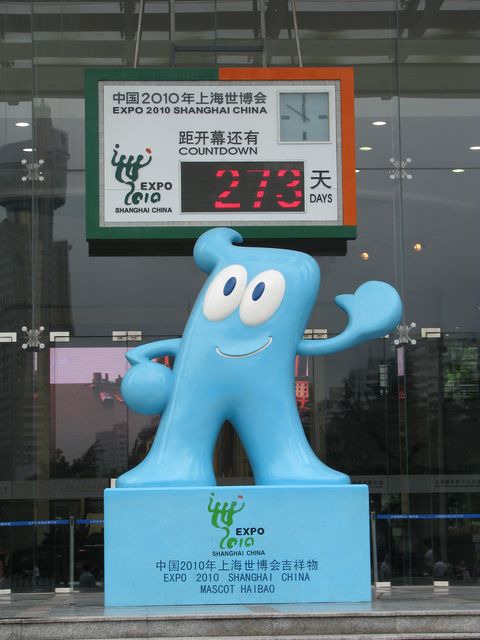 中国2010年上海世博会
EXPO 2010 SHANGHAI CHINA
距开幕还有
COUNTDOWN
273 天
DAYS
EXPO
2010
SHANGHAI CHINA
EXPO
2010
SHANGHAI CHINA
中国2010年上海世博会吉祥物
EXPO 2010 SHANGHAI CHINA
MASCOT HAIBAO